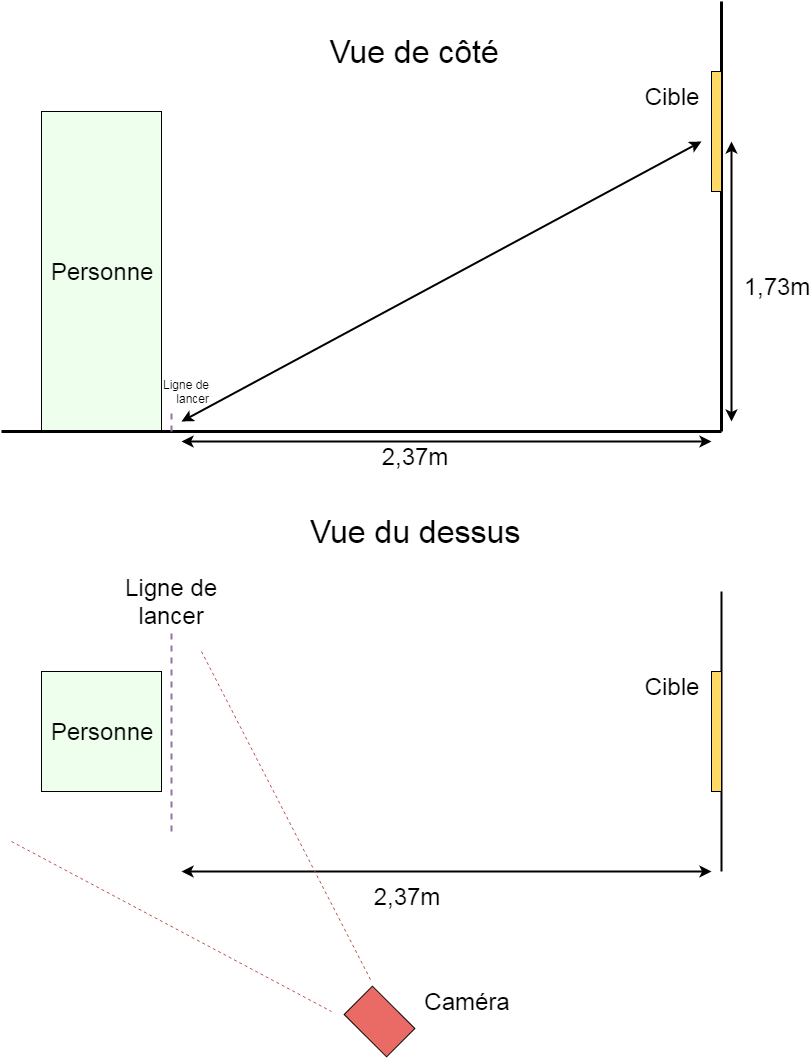 Vue de côté
Cible
Personne
1,73m
Ligne de
lancer
2,37m
Vue du dessus
Ligne de
lancer
Cible
Personne
2,37m
Caméra